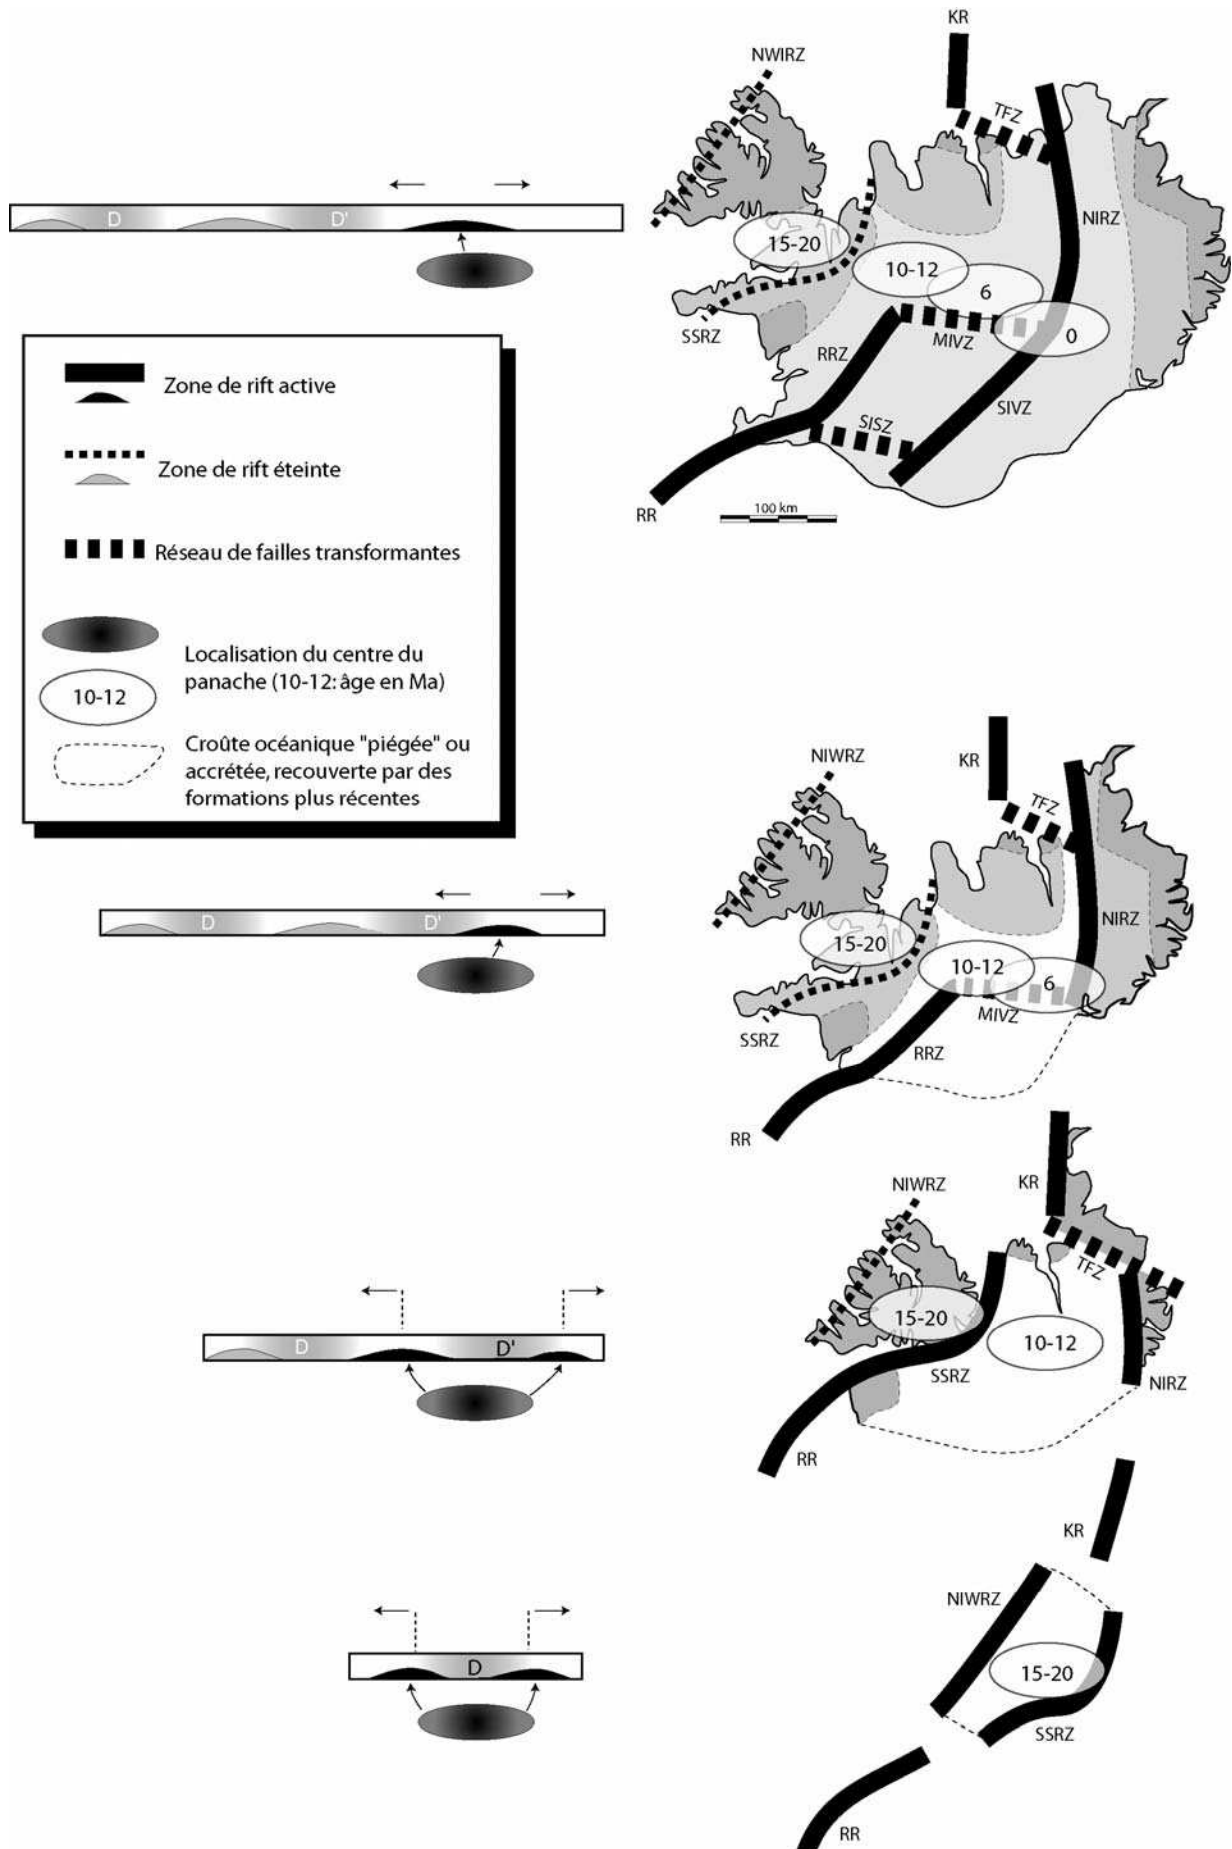 KR
NWIRZ
TFZ
D
D'
NIRZ
15-20
10-12
6
0
SSRZ
MIVZ
RRZ
SIVZ
SISZ
RR
100 km
Zone de rift active
Zone de rift éteinte
Réseau de failles transformantes
Localisation du centre du
panache (10-12: âge en Ma)
10-12
Croûte océanique "piégée" ou
accrétée, recouverte par des
formations plus récentes
NIWRZ
KR
TFZ
D
D'
NIRZ
15-20
10-12
6
SSRZ
MIVZ
RRZ
RR
KR
NIWRZ
TFZ
15-20
10-12
D
D'
SSRZ
NIRZ
RR
KR
NIWRZ
D
15-20
SSRZ
RR